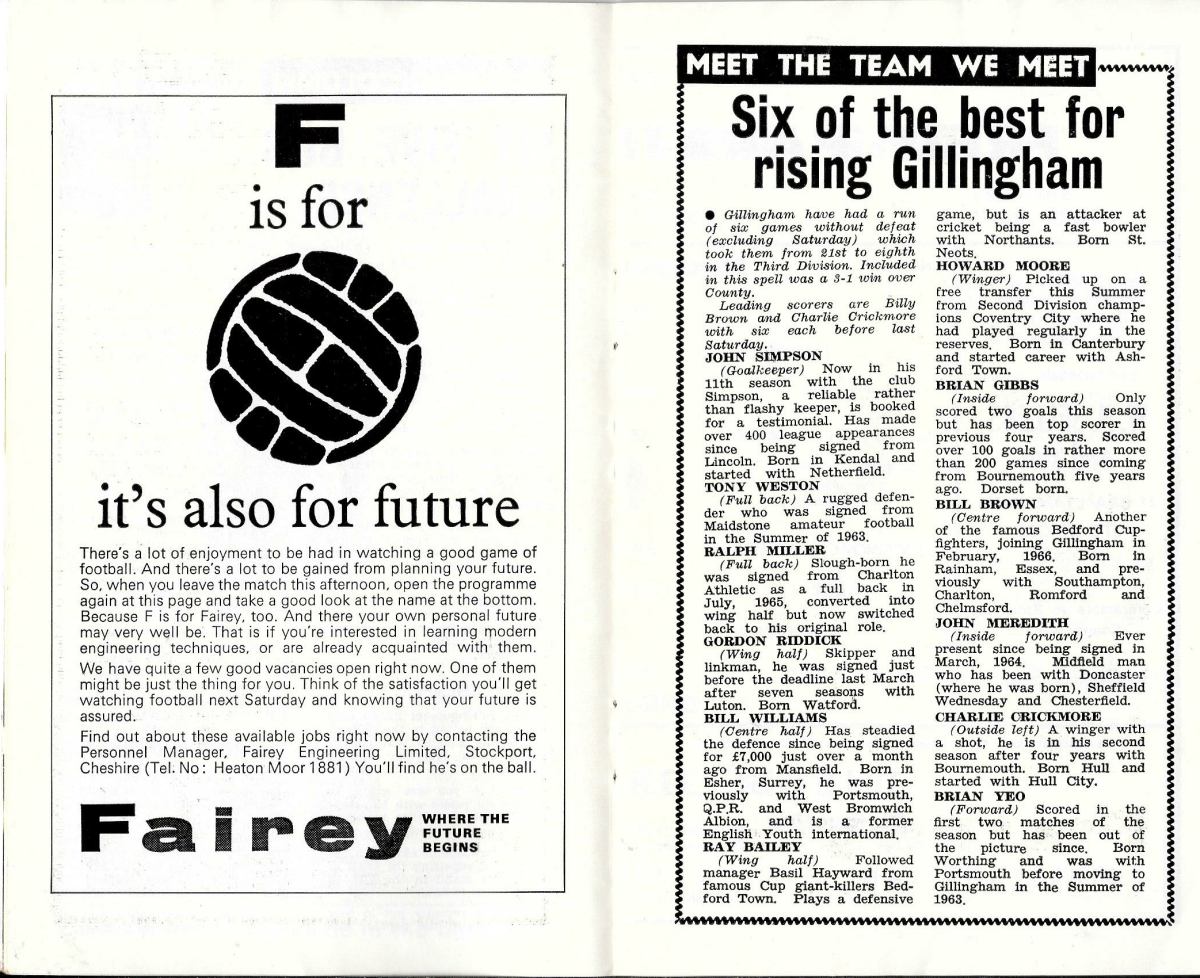 F
is for
it's also for future
There's a lot of enjoyment to be had in watching a good game of
football. And there's a lot to be gained from planning your future.
So, when you leave the match this afternoon, open the programme
again at this page and take a good look at the name at the bottom.
Because F is for Fairey, too. And there your own personal future
may very well be. That is if you're interested in learning modern
engineering techniques, or are already acquainted with them.
We have quite a few good vacancies open right now. One of them
might be just the thing for you. Think of the satisfaction you'll get
watching football next Saturday and knowing that your future is
assured.
Find out about these available jobs right now by contacting the
Personnel Manager, Fairey Engineering Limited, Stockport,
Cheshire (Tel. No: Heaton Moor 1881) You'll find he's on the ball.
Fairey
WHERE THE
FUTURE
BEGINS
MEET THE TEAM WE MEET
Six of the best for
rising Gillingham
● Gillingham have had a run
of six games without defeat
(excluding Saturday) which
took them from 21st to eighth
in the Third Division. Included
in this spell was a 3-1 win over
County.
Leading scorers are Billy
Brown and Charlie Crickmore
with six each before last
Saturday.
JOHN SIMPSON
(Goalkeeper) Now in his
11th season with the club
Simpson, a reliable rather
than flashy keeper, is booked
for a testimonial. Has made
over 400 league appearances
since being signed from
Lincoln. Born in Kendal and
started with Netherfield.
TONY WESTON
(Full back) A rugged defen-
der who was signed from
Maidstone amateur football
in the Summer of 1963.
RALPH MILLER
(Full back) Slough-born he
was signed from Charlton
Athletic as a full back in
July, 1965, converted into
wing half but now switched
back to his original role.
GORDON RIDDICK
(Wing half) Skipper and
linkman, he was signed just
before the deadline last March
after seven seasons with
Luton. Born Watford.
BILL WILLIAMS
(Centre half) Has steadied
the defence since being signed
for £7,000 just over a month
ago from Mansfield. Born in
Esher, Surrey, he was pre-
viously with Portsmouth,
Q.P.R. and West Bromwich
Albion, and is a former
English Youth international.
RAY BAILEY
(Wing half) Followed
manager Basil Hayward from
famous Cup giant-killers Bed-
ford Town. Plays a defensive
game, but is an attacker at
cricket being a fast bowler
with Northants. Born St.
Neots.
HOWARD MOORE
(Winger) Picked up on a
free transfer this Summer
from Second Division champ-
ions Coventry City where he
had played regularly in the
reserves. Born in Canterbury
and started career with Ash-
ford Town.
BRIAN GIBBS
(Inside forward) Only
scored two goals this season
but has been top scorer in
previous four years. Scored
over 100 goals in rather more
than 200 games since coming
from Bournemouth five years
ago. Dorset born.
BILL BROWN
(Centre forward) Another
of the famous Bedford Cup-
fighters, joining Gillingham in
February, 1966. Born in
Rainham, Essex, and pre-
viously with Southampton,
Charlton, Romford and
Chelmsford.
JOHN MEREDITH
(Inside forward) Ever
present since being signed in
March, 1964. Midfield man
who has been with Doncaster
(where he was born), Sheffield
Wednesday and Chesterfield.
CHARLIE CRICKMORE
(Outside left) A winger with
a shot, he is in his second
season after four years with
Bournemouth. Born Hull and
started with Hull City.
BRIAN YEO
(Forward) Scored in the
first two matches of the
season but has been out of
the picture since. Born
Worthing and was with
Portsmouth before moving to
Gillingham in the Summer of
1963.